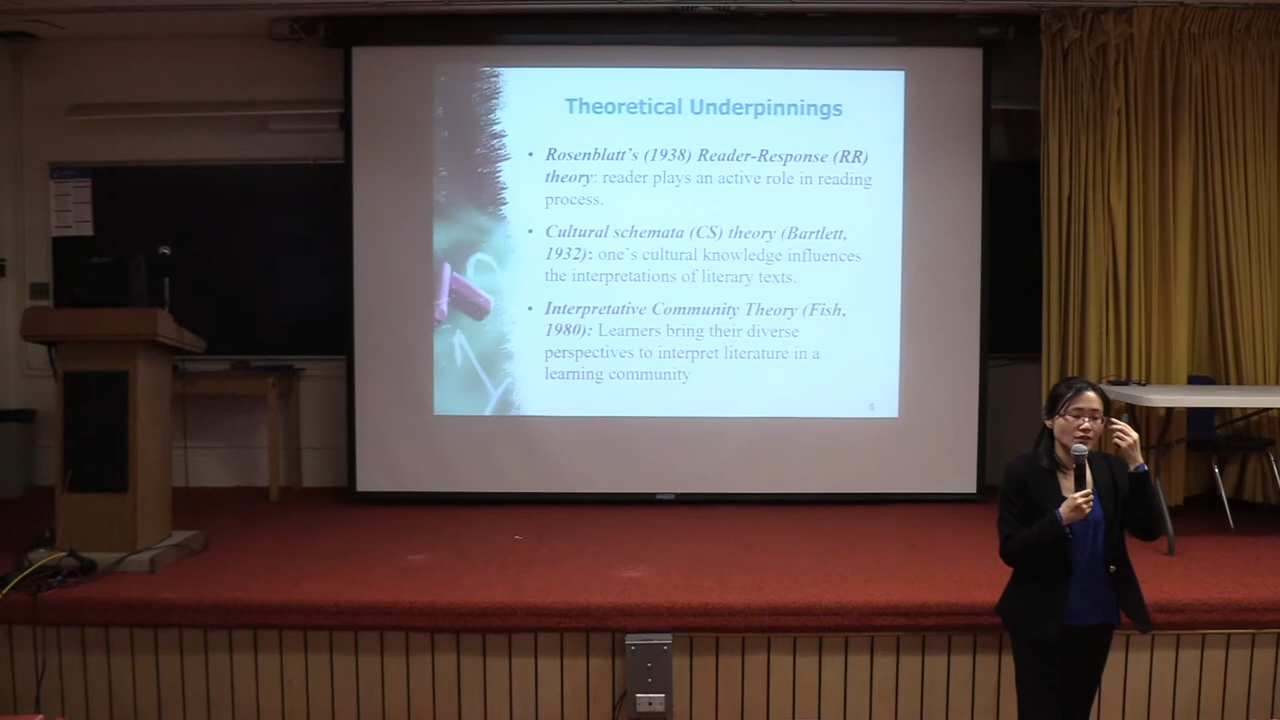 Theoretical Underpinnings
• Rosenblatt's (1938) Reader-Response (RR)
theory: reader plays an active role in reading
process.
• Cultural schemata (CS) theory (Bartlett,
1932): one's cultural knowledge influences
the interpretations of literary texts.
• Interpretative Community Theory (Fish,
1980): Learners bring their diverse
perspectives to interpret literature in a
learning community
6